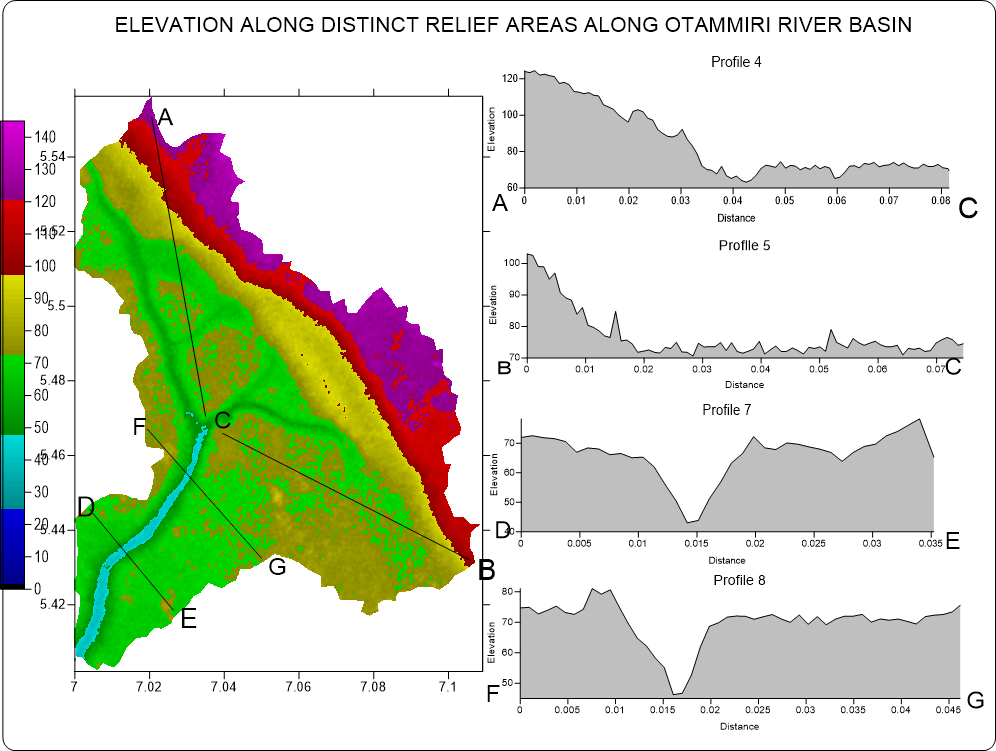 ELEVATION ALONG DISTINCT RELIEF AREAS ALONG OTAMMIRI RIVER BASIN
140
130
120
110
100
90
80
70
60
50
40
30
20
10
0
5.54
5.52
5.5
5.48
5.46
5.44
5.42
7 7.02 7.04 7.06 7.08 7.1
A
C
F
D
G
B
E
Profile 4
Elevation
120
100
80
60
0.00 0.01 0.02 0.03 0.04 0.05 0.06 0.07 0.08
A Distance C
Profile 5
Elevation
100
90
80
70
0 0.01 0.02 0.03 0.04 0.05 0.06 0.07
B Distance C
Profile 7
Elevation
70
60
50
40
0 0.005 0.01 0.015 0.02 0.025 0.03 0.035
D Distance E
Profile 8
Elevation
80
70
60
50
0 0.005 0.01 0.015 0.02 0.025 0.03 0.035 0.04 0.045
F Distance G